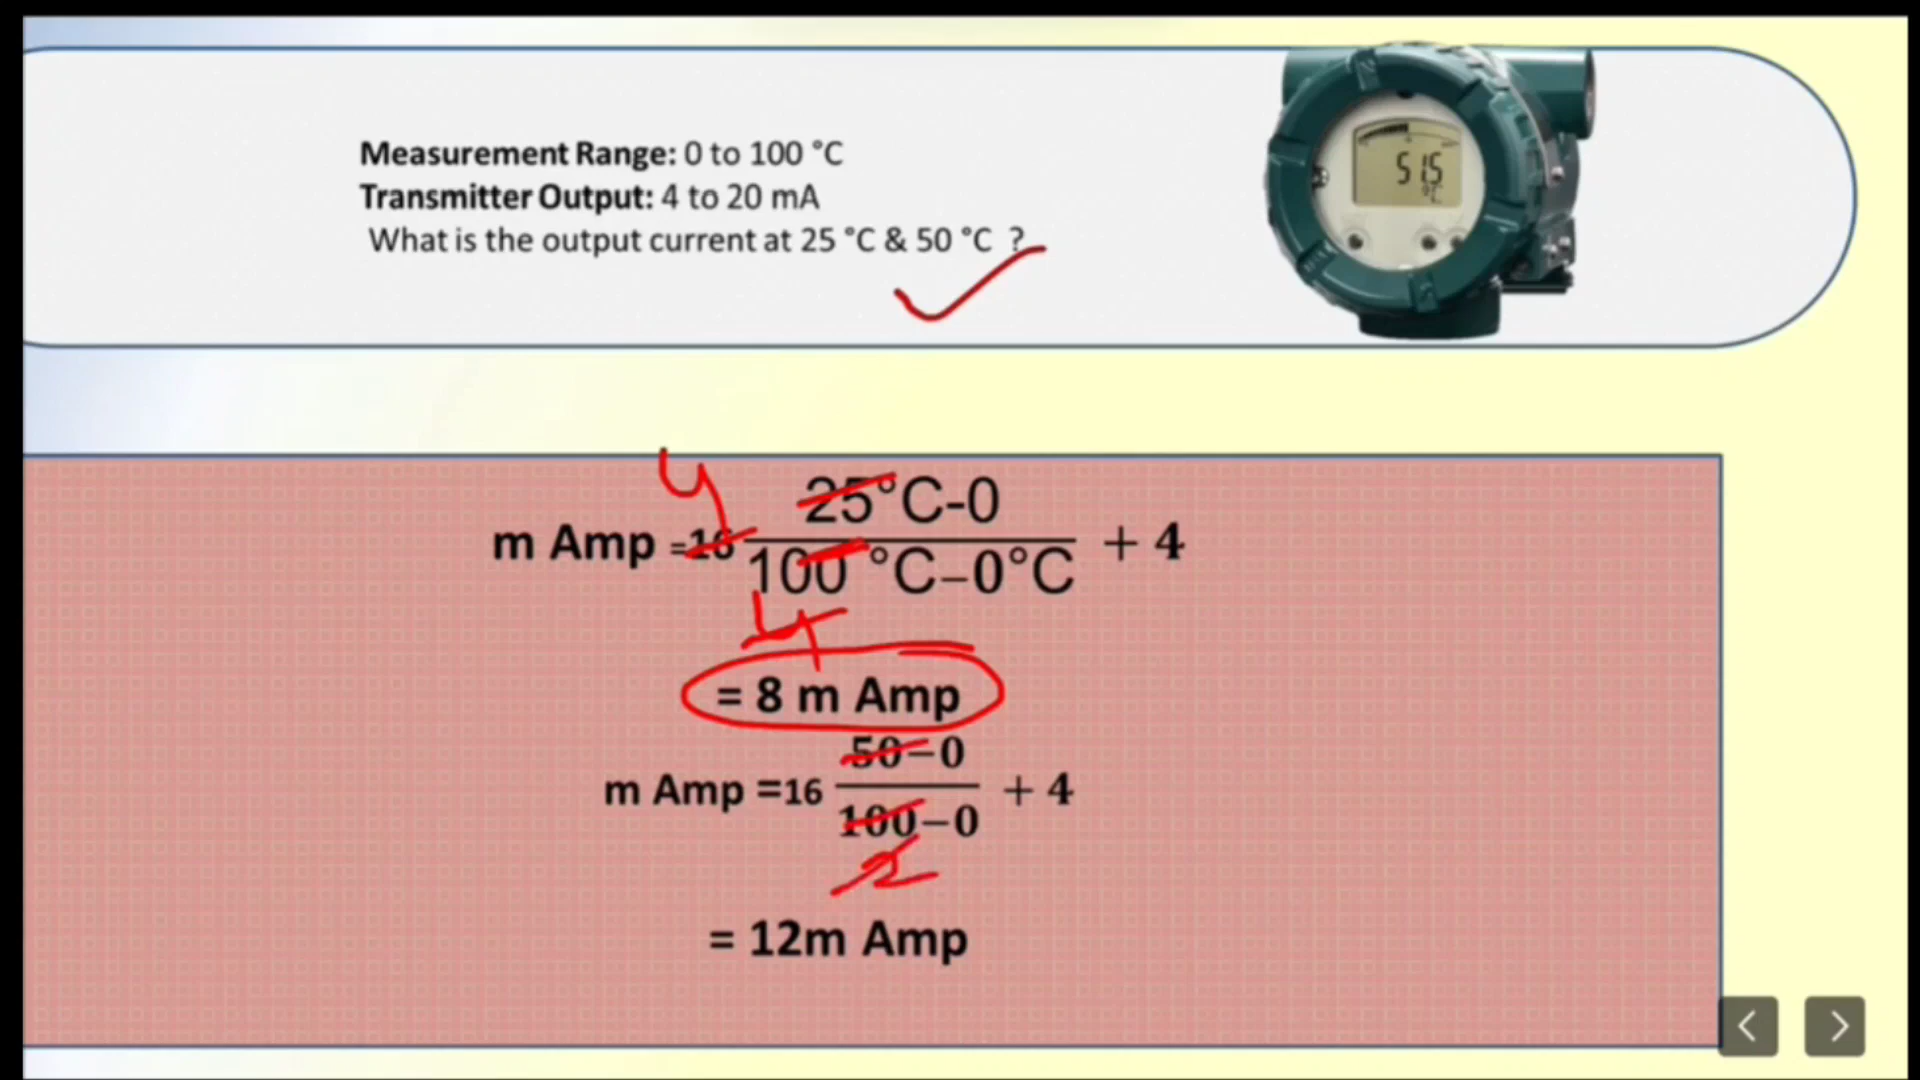 Measurement Range: 0 to 100 °C
Transmitter Output: 4 to 20 mA
What is the output current at 25 °C & 50 °C ?
51.5
°C
4
25°C-0
m Amp =16 + 4
100 °C–0°C
4
= 8 m Amp
50–0
m Amp =16 + 4
100–0
2
= 12m Amp